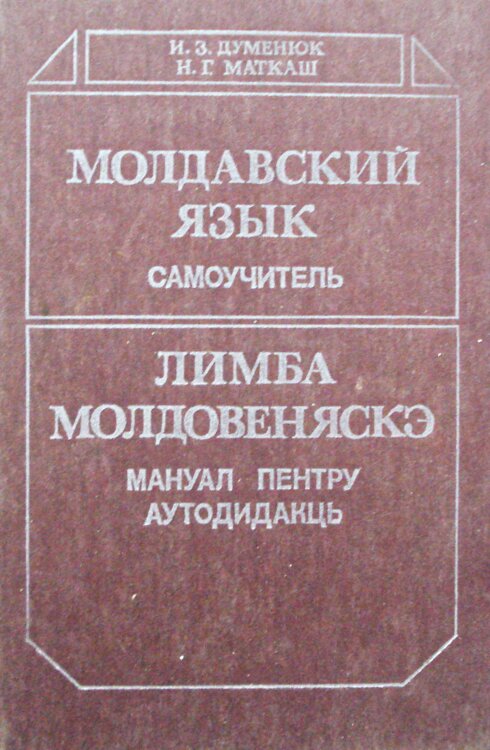 И. З. ДУМЕНЮК
Н. Г. МАТКАШ
МОЛДАВСКИЙ
ЯЗЫК
САМОУЧИТЕЛЬ
ЛИМБА
МОЛДОВЕНЯСКЭ
МАНУАЛ ПЕНТРУ
АУТОДИДАКЦЬ